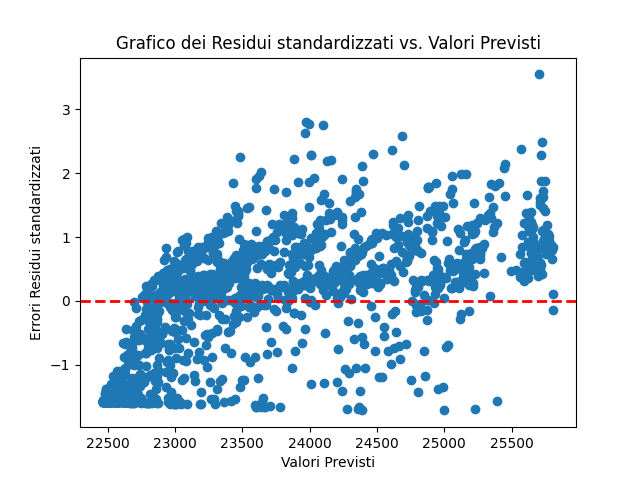 Grafico dei Residui standardizzati vs. Valori Previsti
Errori Residui standardizzati
3
2
1
0
−1
22500 23000 23500 24000 24500 25000 25500
Valori Previsti